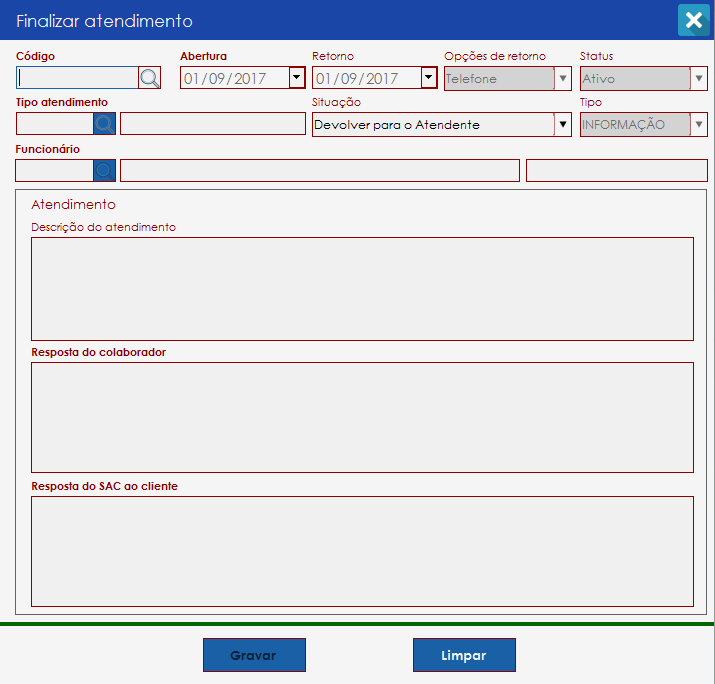 Finalizar atendimento
Código Abertura Retorno Opções de retorno Status
01/09/2017 01/09/2017 Telefone Ativo
Tipo atendimento Situação Tipo
Devolver para o Atendente INFORMAÇÃO
Funcionário
Atendimento
Descrição do atendimento
Resposta do colaborador
Resposta do SAC ao cliente
Gravar Limpar